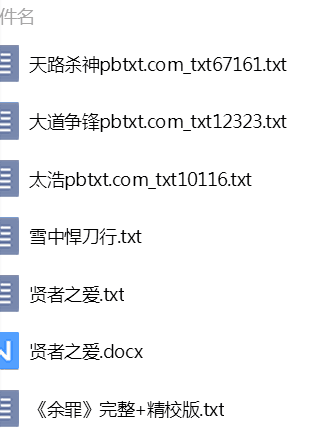 件名
天路杀神pbtxt.com_txt67161.txt
大道争锋pbtxt.com_txt12323.txt
太浩pbtxt.com_txt10116.txt
雪中悍刀行.txt
贤者之爱.txt
贤者之爱.docx
《余罪》完整+精校版.txt